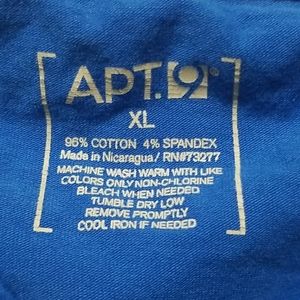 APT.9®
XL
96% COTTON 4% SPANDEX
Made in Nicaragua / RN#73277
MACHINE WASH WARM WITH LIKE
COLORS ONLY NON-CHLORINE
BLEACH WHEN NEEDED
TUMBLE DRY LOW
REMOVE PROMPTLY
COOL IRON IF NEEDED